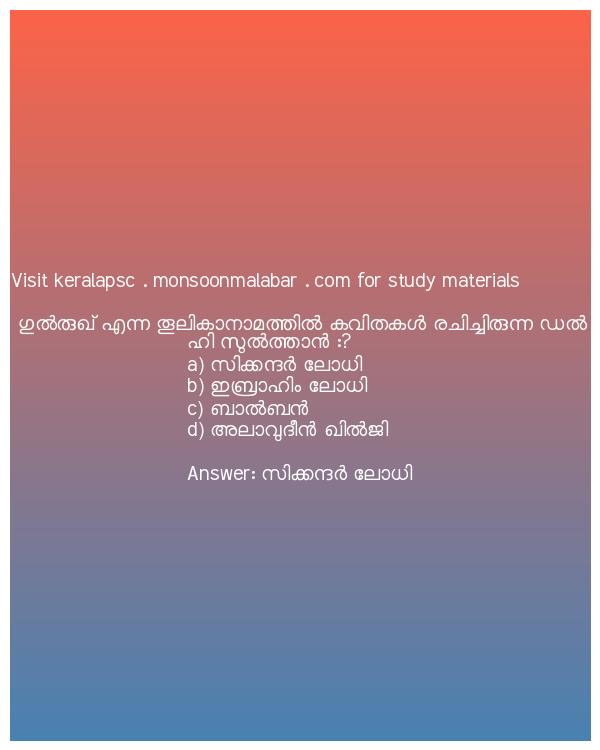 Visit keralapsc . monsoonmalabar . com for study materials
ഗുൽരുഖ് എന്ന തൂലികാനാമത്തിൽ കവിതകൾ രചിച്ചിരുന്ന ഡൽ
ഹി സുൽത്താൻ :?
a) സിക്കന്ദർ ലോധി
b) ഇബ്രാഹിം ലോധി
c) ബാൽബൻ
d) അലാവുദീൻ ഖിൽജി
Answer: സിക്കന്ദർ ലോധി